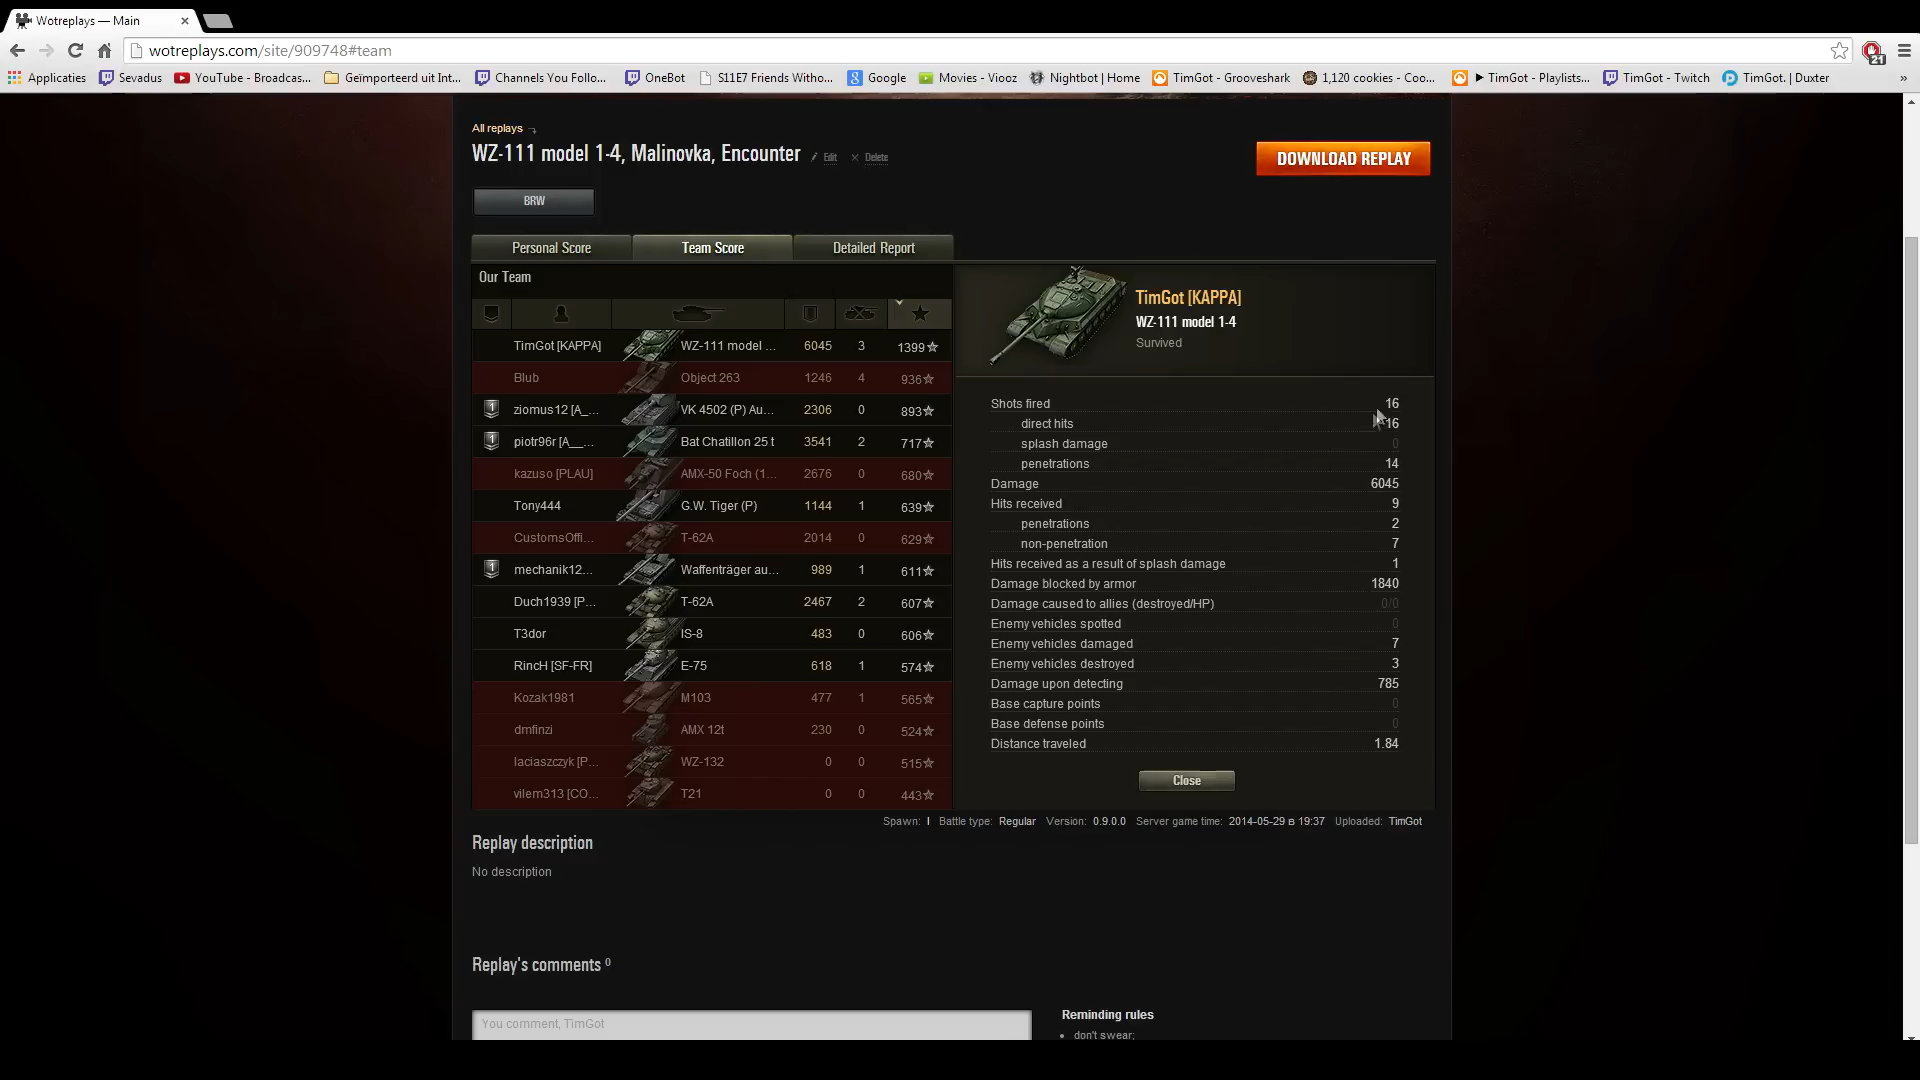 Wotreplays — Main
wotreplays.com/site/909748#team
21
Applicaties Sevadus YouTube - Broadcas... Geïmporteerd uit Int... Channels You Follo... OneBot S11E7 Friends Witho... Google Movies - Viooz Nightbot | Home TimGot - Grooveshark 1,120 cookies - Coo... ▶ TimGot - Playlists... TimGot - Twitch TimGot. | Duxter »
All replays
WZ-111 model 1-4, Malinovka, Encounter Edit Delete
DOWNLOAD REPLAY
BRW
Personal Score Team Score Detailed Report
Our Team
TimGot [KAPPA] WZ-111 model ... 6045 3 1399
Blub Object 263 1246 4 936
1 ziomus12 [A_... VK 4502 (P) Au... 2306 0 893
1 piotr96r [A__... Bat Chatillon 25 t 3541 2 717
kazuso [PLAU] AMX-50 Foch (1... 2676 0 680
Tony444 G.W. Tiger (P) 1144 1 639
CustomsOffi... T-62A 2014 0 629
1 mechanik12... Waffenträger au... 989 1 611
Duch1939 [P... T-62A 2467 2 607
T3dor IS-8 483 0 606
RincH [SF-FR] E-75 618 1 574
Kozak1981 M103 477 1 565
dmfinzi AMX 12t 230 0 524
laciaszczyk [P... WZ-132 0 0 515
vilem313 [CO... T21 0 0 443
TimGot [KAPPA]
WZ-111 model 1-4
Survived
Shots fired 16
direct hits 16
splash damage 0
penetrations 14
Damage 6045
Hits received 9
penetrations 2
non-penetration 7
Hits received as a result of splash damage 1
Damage blocked by armor 1840
Damage caused to allies (destroyed/HP) 0/0
Enemy vehicles spotted 0
Enemy vehicles damaged 7
Enemy vehicles destroyed 3
Damage upon detecting 785
Base capture points 0
Base defense points 0
Distance traveled 1.84
Close
Spawn: I Battle type: Regular Version: 0.9.0.0 Server game time: 2014-05-29 в 19:37 Uploaded: TimGot
Replay description
No description
Replay's comments 0
You comment, TimGot
Reminding rules
• don't swear;